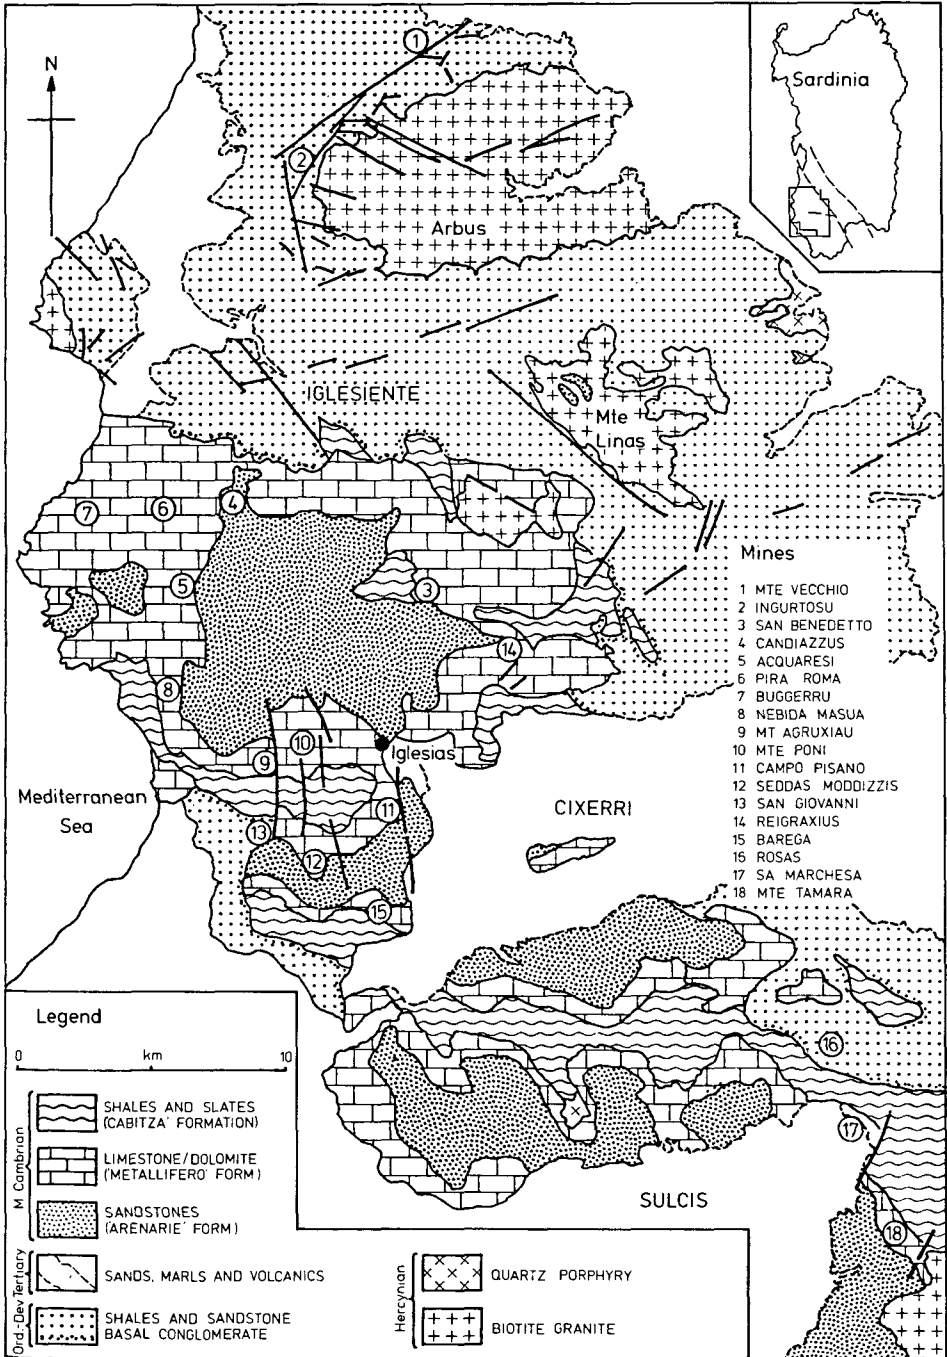 N
Sardinia
1
2
Arbus
IGLESIENTE
Mte
Linas
4
7
6
5
3
14
8
Mines
1 MTE VECCHIO
2 INGURTOSU
3 SAN BENEDETTO
4 CANDIAZZUS
5 ACQUARESI
6 PIRA ROMA
7 BUGGERRU
8 NEBIDA MASUA
9 MT AGRUXIAU
10 MTE PONI
11 CAMPO PISANO
12 SEDDAS MODDIZZIS
13 SAN GIOVANNI
14 REIGRAXIUS
15 BAREGA
16 ROSAS
17 SA MARCHESA
18 MTE TAMARA
10
Iglesias
9
Mediterranean
Sea
11
CIXERRI
13
12
15
16
17
SULCIS
18
Legend
0 km 10
M Cambrian
SHALES AND SLATES
('CABITZA' FORMATION)
LIMESTONE/DOLOMITE
('METALLIFERO' FORM)
SANDSTONES
('ARENARIE' FORM)
Tertiary
SANDS, MARLS AND VOLCANICS
Ord.-Dev
SHALES AND SANDSTONE
BASAL CONGLOMERATE
Hercynian
QUARTZ PORPHYRY
BIOTITE GRANITE